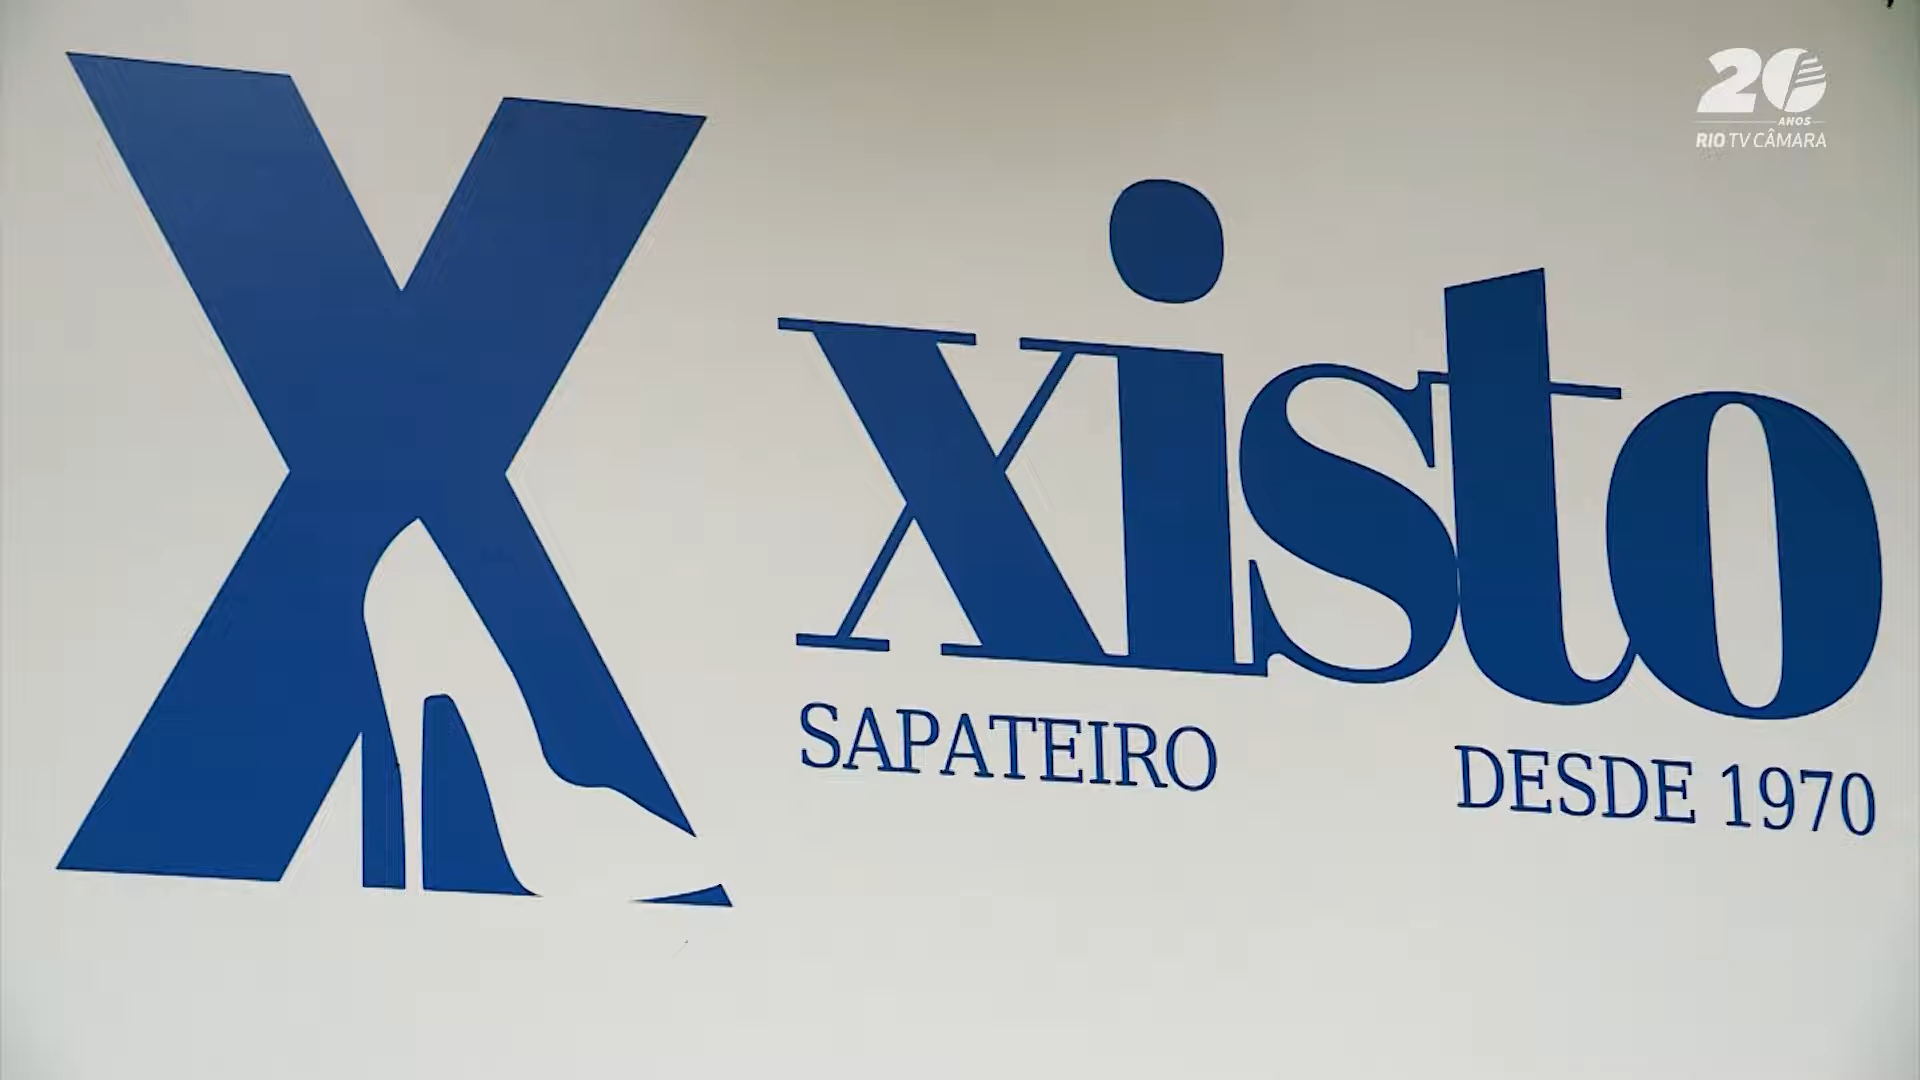 20
ANOS
RIO TV CÂMARA
X
xisto
SAPATEIRO
DESDE 1970